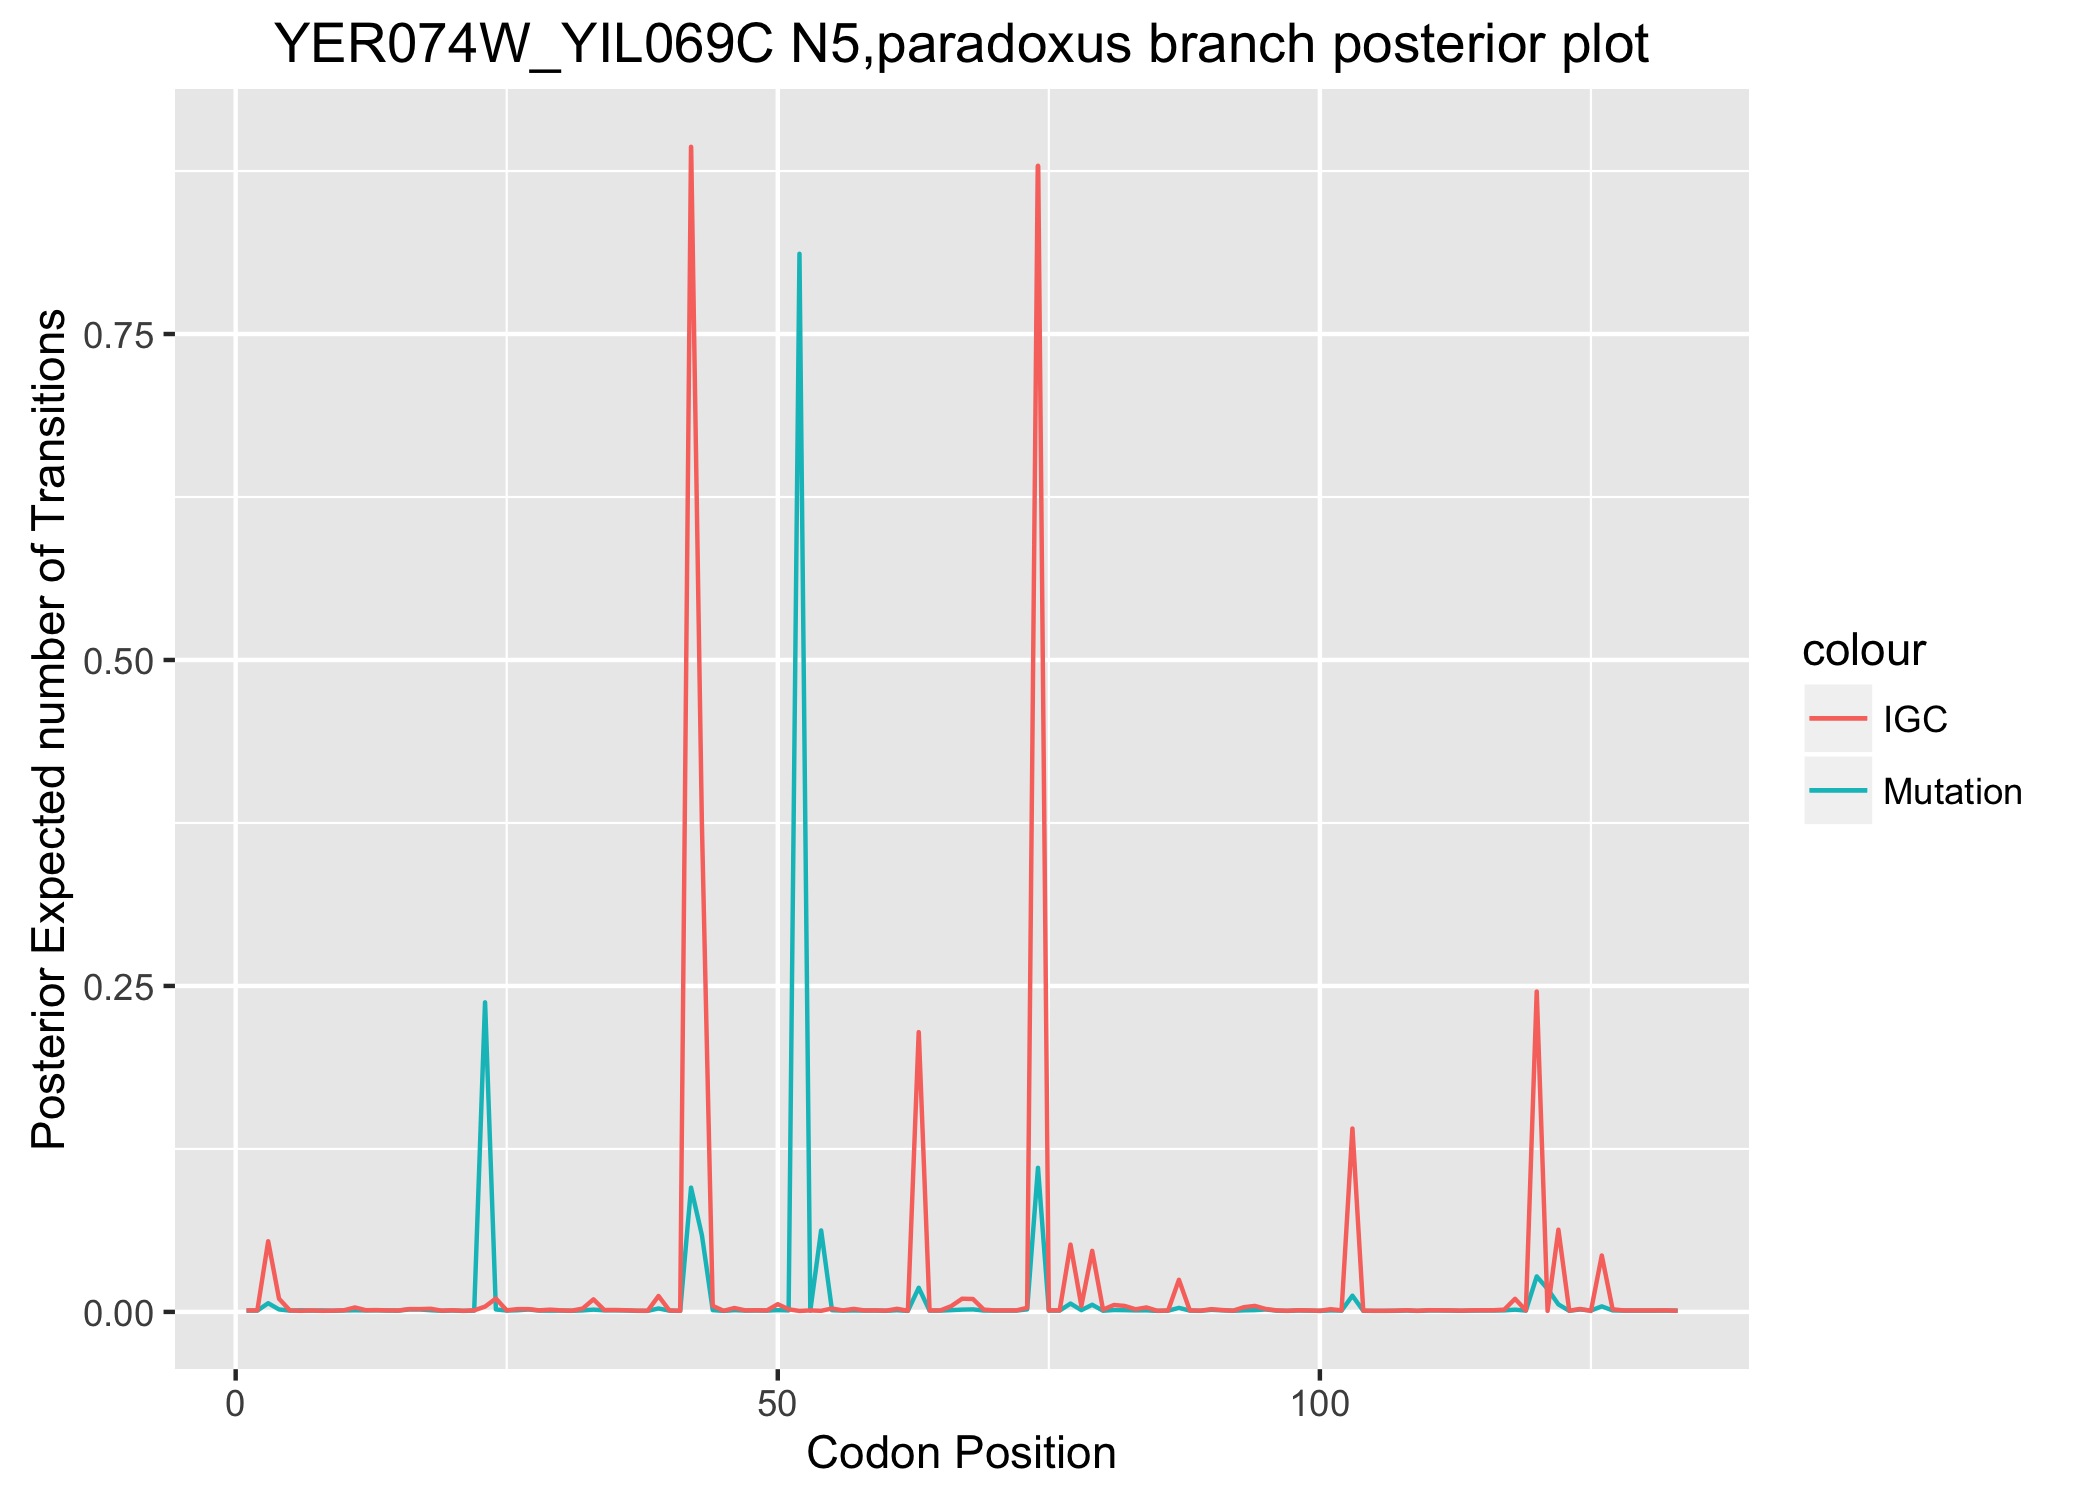 YER074W_YIL069C N5,paradoxus branch posterior plot
Posterior Expected number of Transitions
0.75
0.50
0.25
0.00
0
50
100
Codon Position
colour
IGC
Mutation